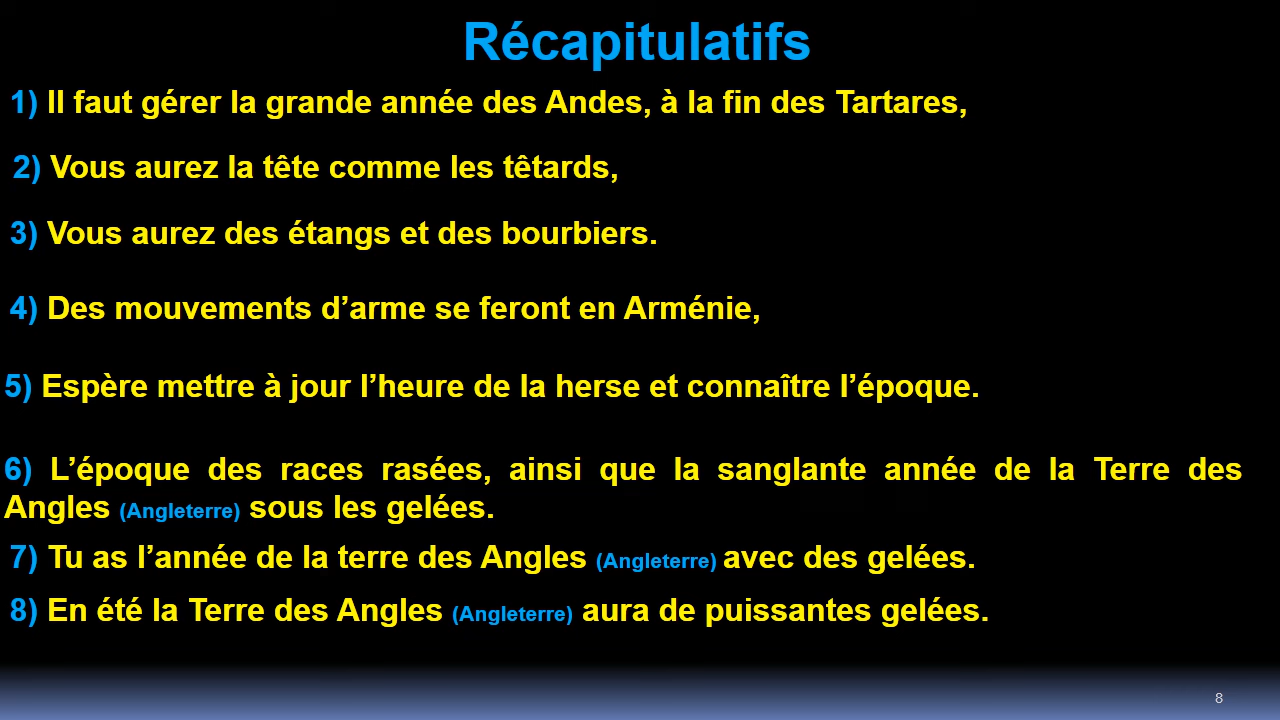 Récapitulatifs
1) Il faut gérer la grande année des Andes, à la fin des Tartares,
2) Vous aurez la tête comme les têtards,
3) Vous aurez des étangs et des bourbiers.
4) Des mouvements d’arme se feront en Arménie,
5) Espère mettre à jour l’heure de la herse et connaître l’époque.
6) L’époque des races rasées, ainsi que la sanglante année de la Terre des
Angles (Angleterre) sous les gelées.
7) Tu as l’année de la terre des Angles (Angleterre) avec des gelées.
8) En été la Terre des Angles (Angleterre) aura de puissantes gelées.
8